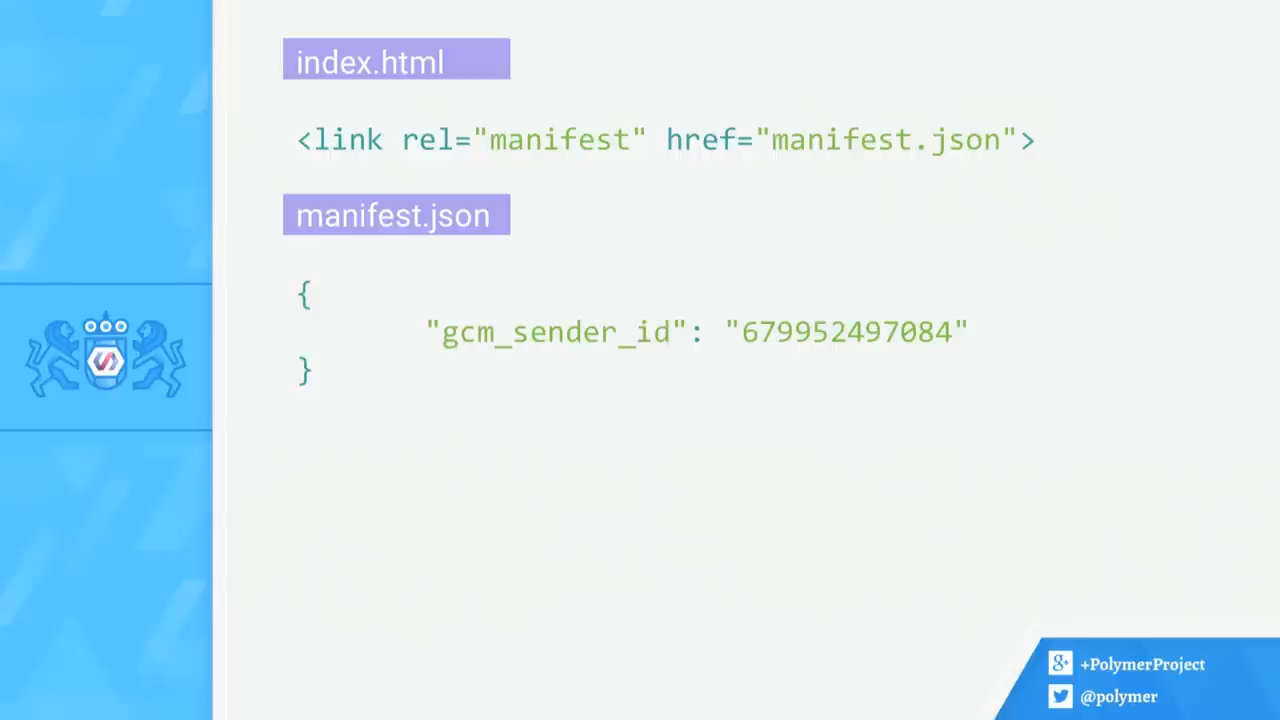 index.html
<link rel="manifest" href="manifest.json">
manifest.json
{
"gcm_sender_id": "679952497084"
}
+PolymerProject
@polymer